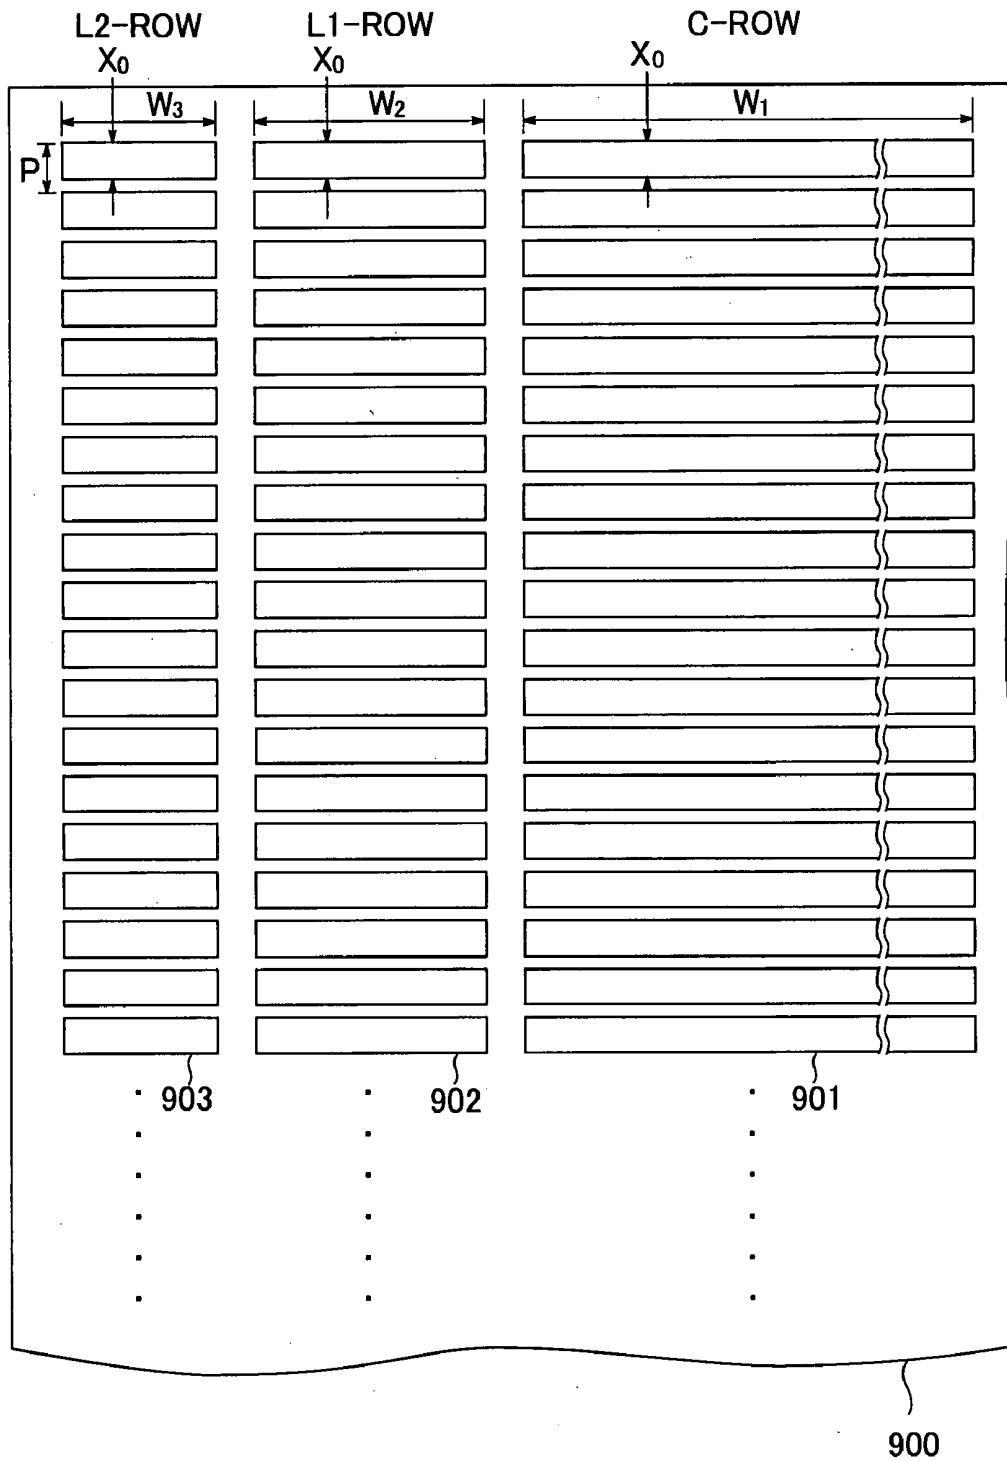 L2-ROW L1-ROW C-ROW
X₀ X₀ X₀
W₃ W₂ W₁
P
903 902 901
900